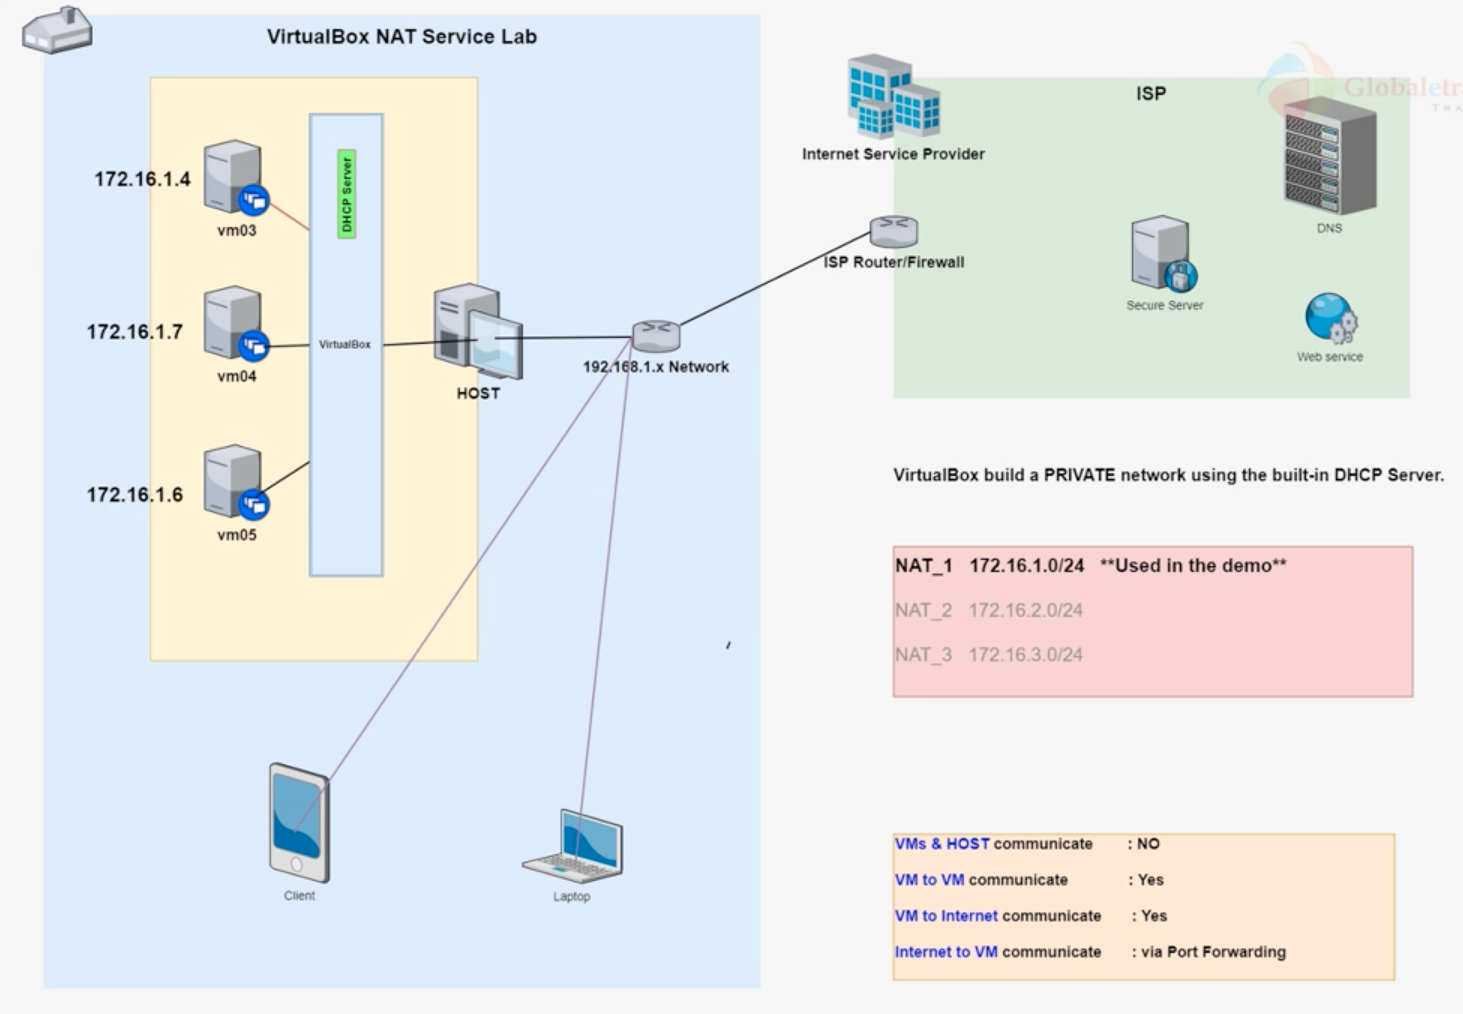 VirtualBox NAT Service Lab
172.16.1.4
vm03
DHCP Server
172.16.1.7
vm04
VirtualBox
HOST
192.168.1.x Network
172.16.1.6
vm05
Client
Laptop
Internet Service Provider
ISP
Globaletra
TRA
DNS
ISP Router/Firewall
Secure Server
Web service
VirtualBox build a PRIVATE network using the built-in DHCP Server.
NAT_1 172.16.1.0/24 **Used in the demo**
NAT_2 172.16.2.0/24
NAT_3 172.16.3.0/24
VMs & HOST communicate : NO
VM to VM communicate : Yes
VM to Internet communicate : Yes
Internet to VM communicate : via Port Forwarding